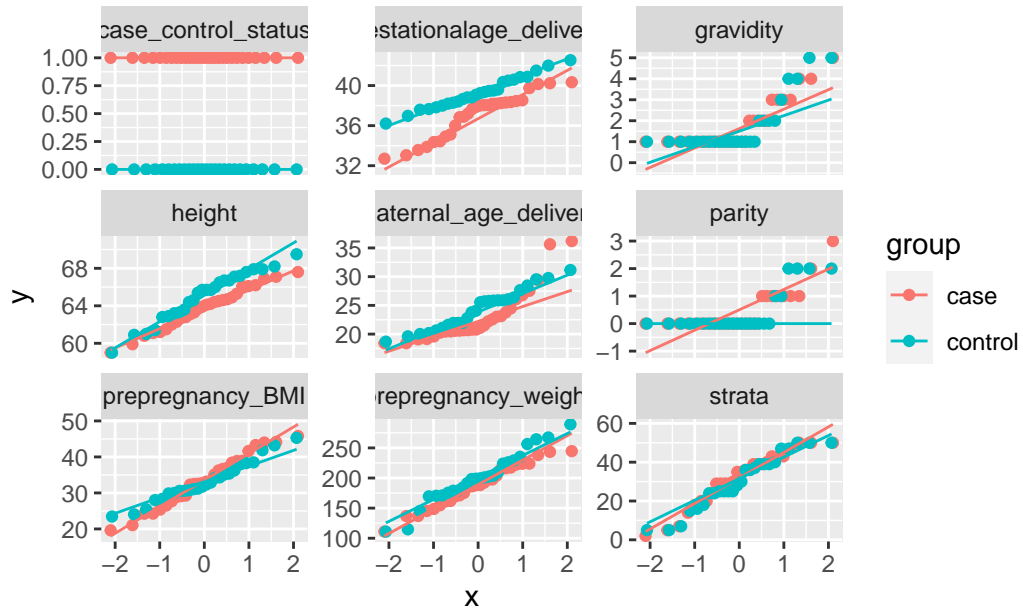 case_control_status
estationalage_deliver
gravidity
1.00
0.75
0.50
0.25
0.00
40
36
32
5
4
3
2
1
0
height
aternal_age_deliver
parity
68
64
60
35
30
25
20
3
2
1
0
−1
prepregnancy_BMI
prepregnancy_weigh
strata
50
40
30
20
250
200
150
100
60
40
20
0
−2 −1 0 1 2
−2 −1 0 1 2
−2 −1 0 1 2
x
y
group
case
control